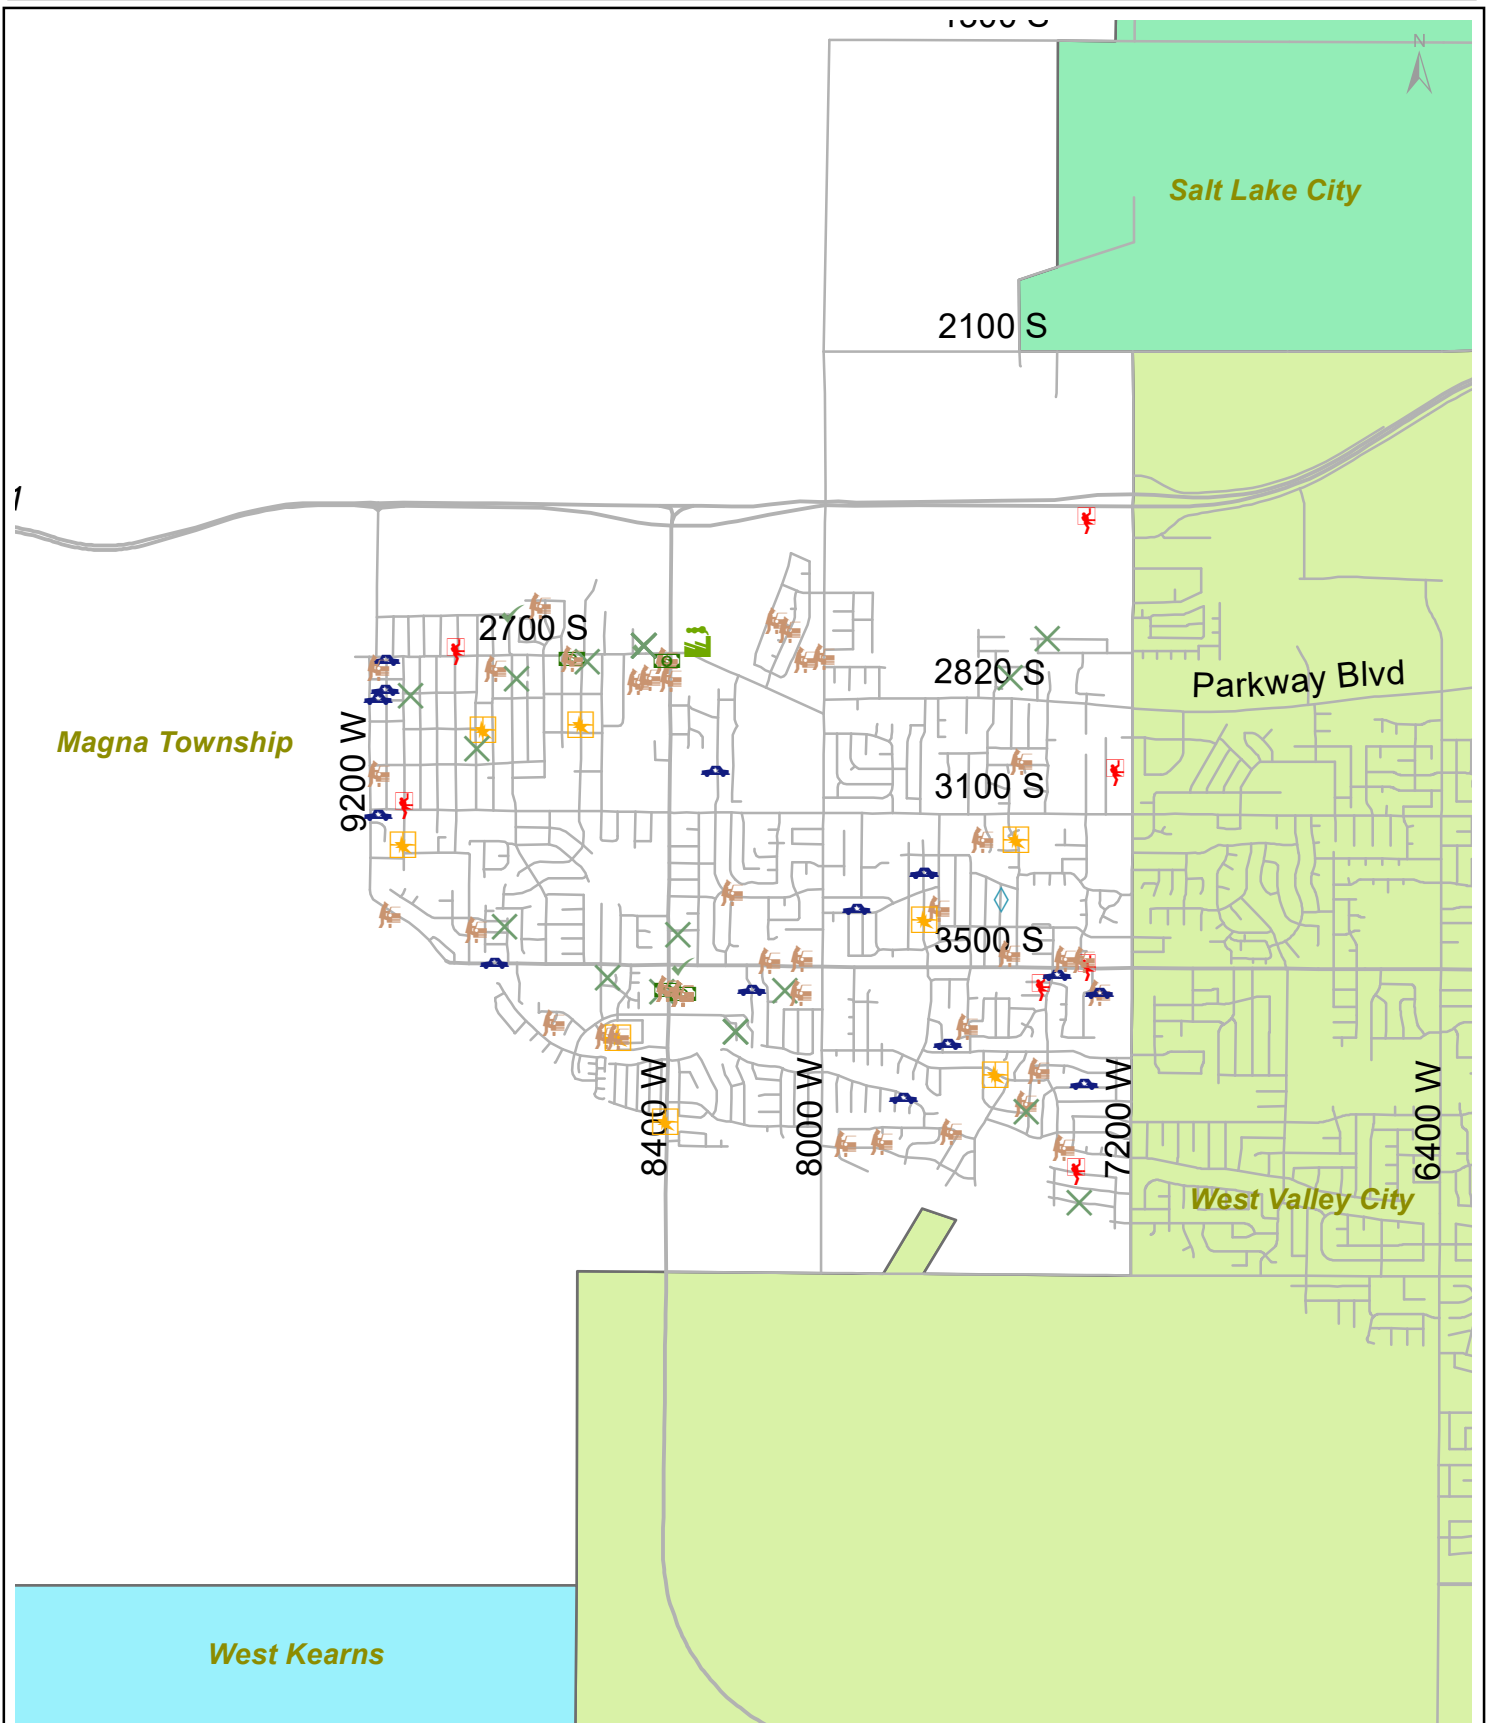 N
Salt Lake City
2100 S
2700 S
2820 S
Parkway Blvd
Magna Township
9200 W
3100 S
3500 S
8400 W
8000 W
7200 W
6400 W
West Valley City
West Kearns